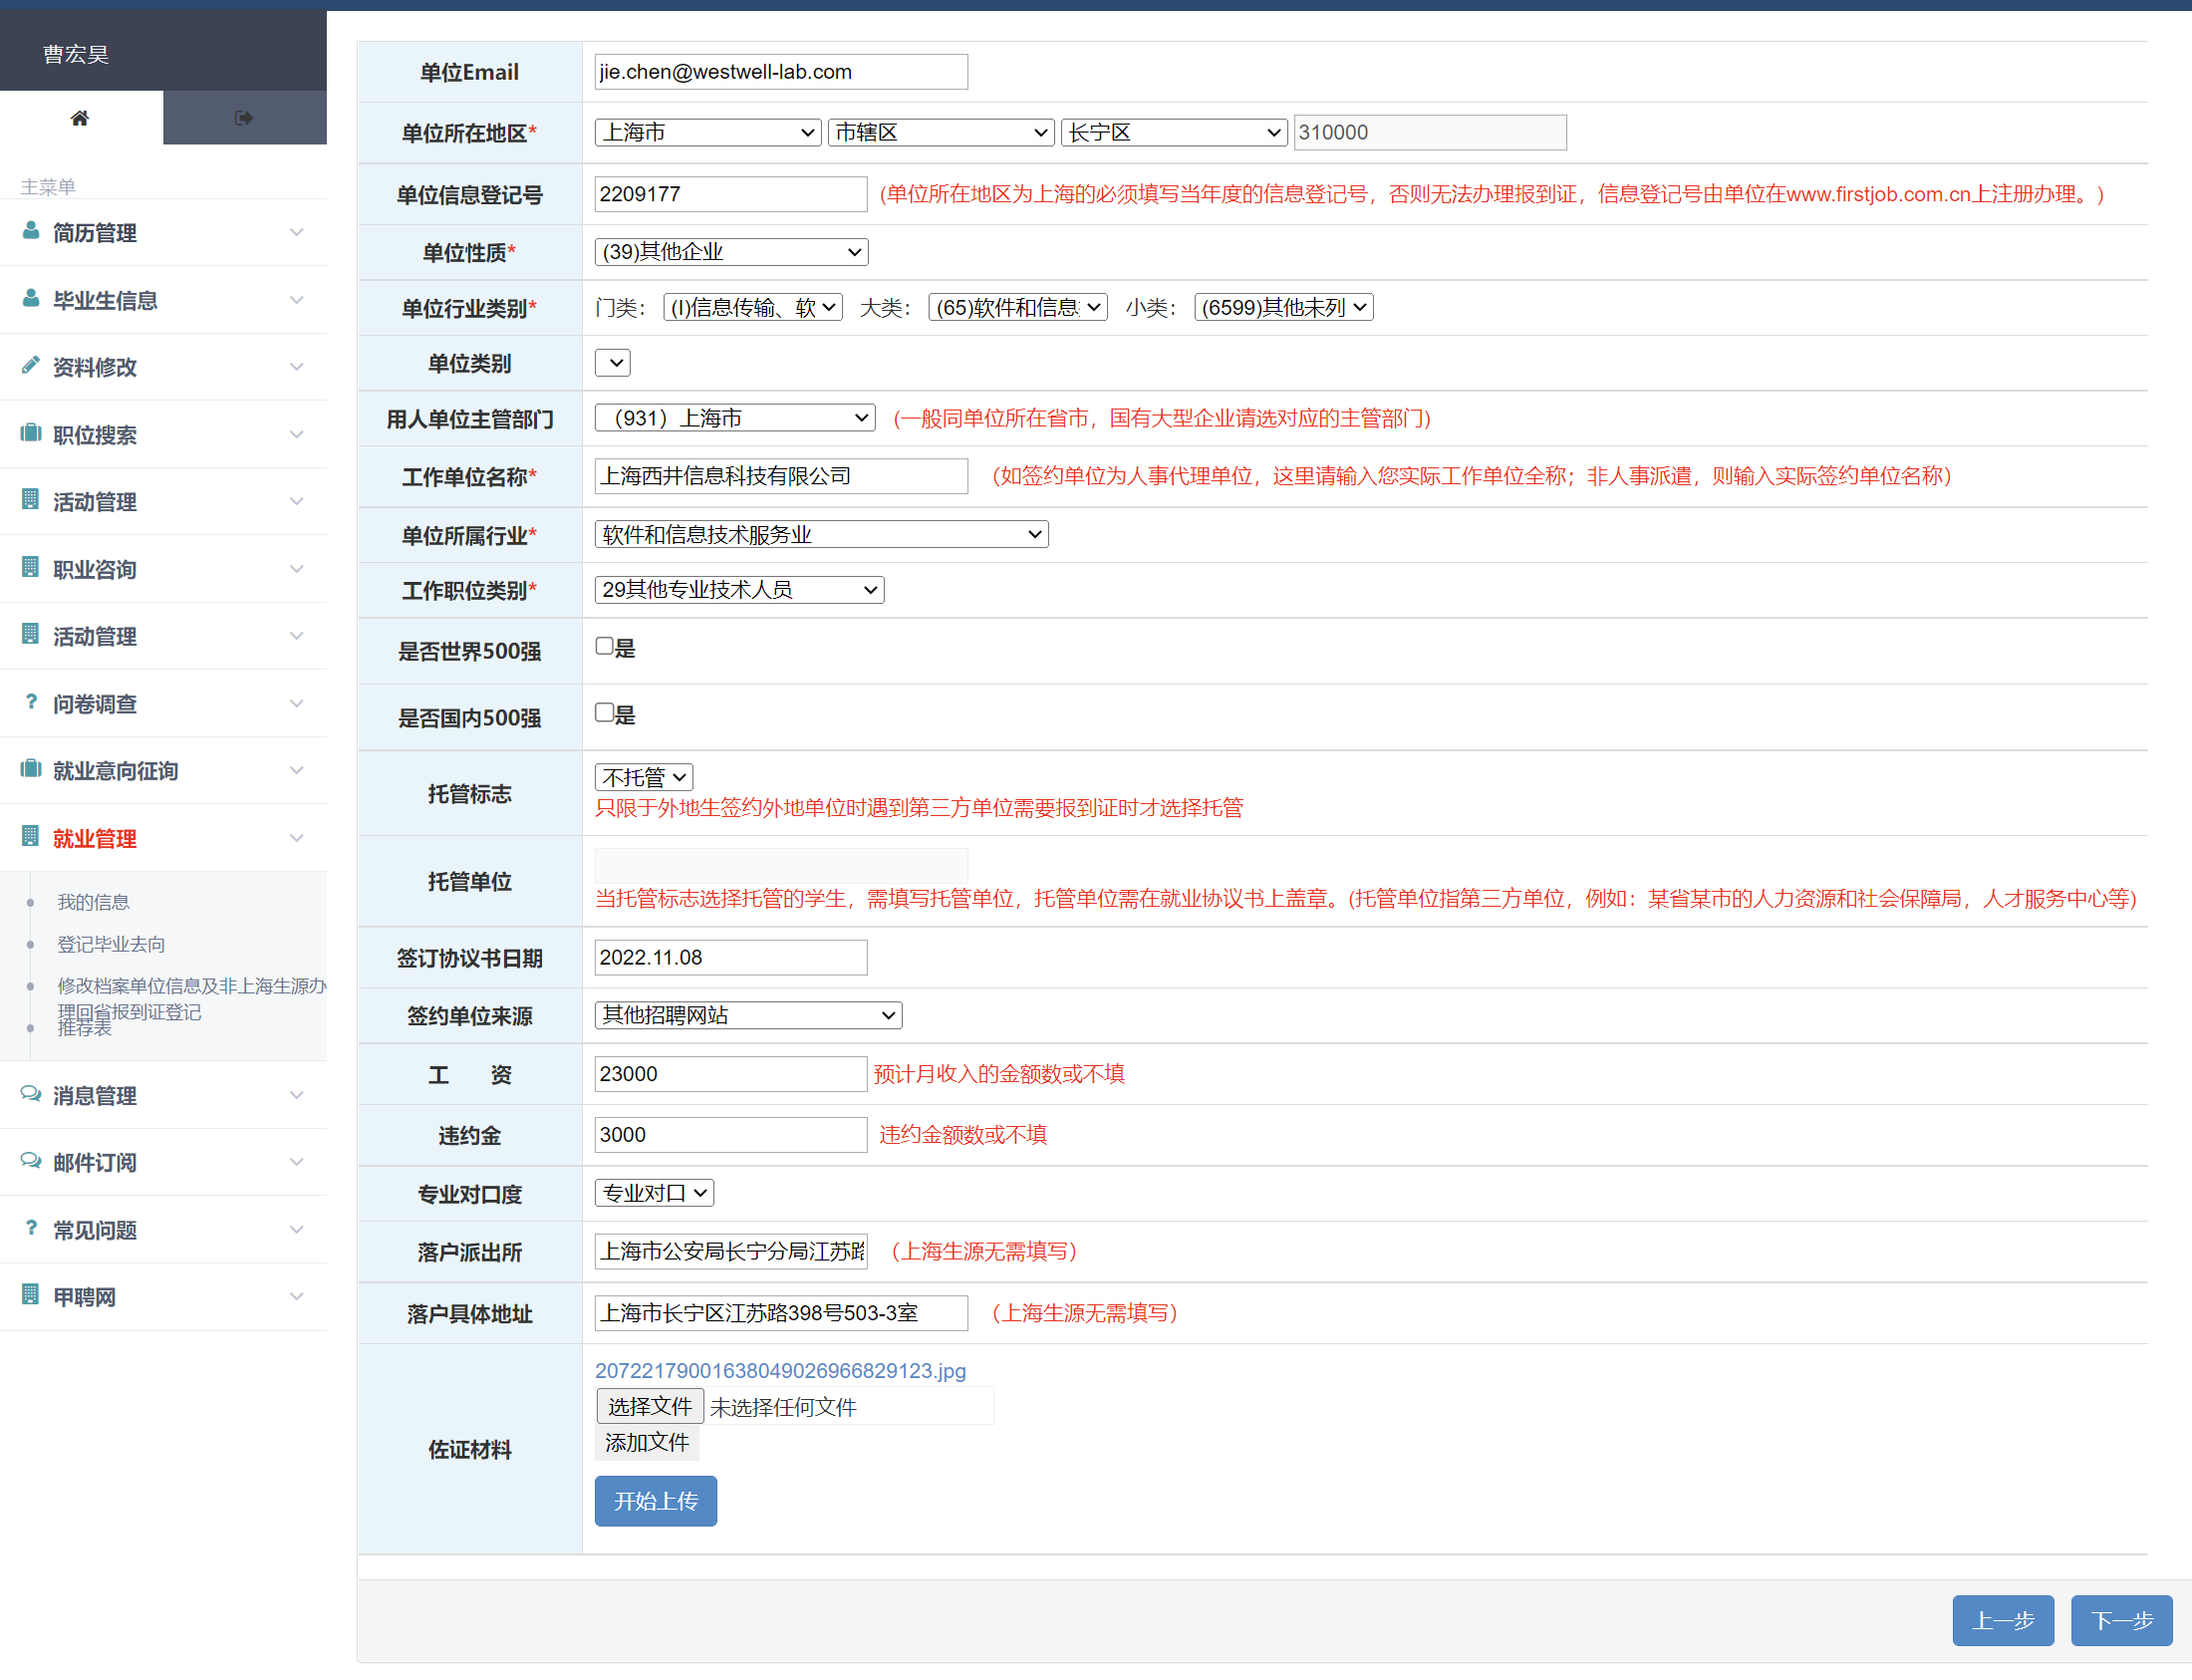 曹宏昊
主菜单
简历管理
毕业生信息
资料修改
职位搜索
活动管理
职业咨询
活动管理
问卷调查
就业意向征询
就业管理
我的信息
登记毕业去向
修改档案单位信息及非上海生源办
理回省报到证登记
推荐表
消息管理
邮件订阅
常见问题
甲聘网
单位Email jie.chen@westwell-lab.com
单位所在地区* 上海市 市辖区 长宁区 310000
单位信息登记号 2209177 (单位所在地区为上海的必须填写当年度的信息登记号，否则无法办理报到证，信息登记号由单位在www.firstjob.com.cn上注册办理。)
单位性质* (39)其他企业
单位行业类别* 门类： (I)信息传输、软 大类： (65)软件和信息 小类： (6599)其他未列
单位类别
用人单位主管部门 （931）上海市 (一般同单位所在省市，国有大型企业请选对应的主管部门)
工作单位名称* 上海西井信息科技有限公司 （如签约单位为人事代理单位，这里请输入您实际工作单位全称；非人事派遣，则输入实际签约单位名称）
单位所属行业* 软件和信息技术服务业
工作职位类别* 29其他专业技术人员
是否世界500强 是
是否国内500强 是
托管标志 不托管
只限于外地生签约外地单位时遇到第三方单位需要报到证时才选择托管
托管单位
当托管标志选择托管的学生，需填写托管单位，托管单位需在就业协议书上盖章。(托管单位指第三方单位，例如：某省某市的人力资源和社会保障局，人才服务中心等)
签订协议书日期 2022.11.08
签约单位来源 其他招聘网站
工 资 23000 预计月收入的金额数或不填
违约金 3000 违约金额数或不填
专业对口度 专业对口
落户派出所 上海市公安局长宁分局江苏路 （上海生源无需填写）
落户具体地址 上海市长宁区江苏路398号503-3室 （上海生源无需填写）
佐证材料
20722179001638049026966829123.jpg
选择文件 未选择任何文件
添加文件
开始上传
上一步 下一步